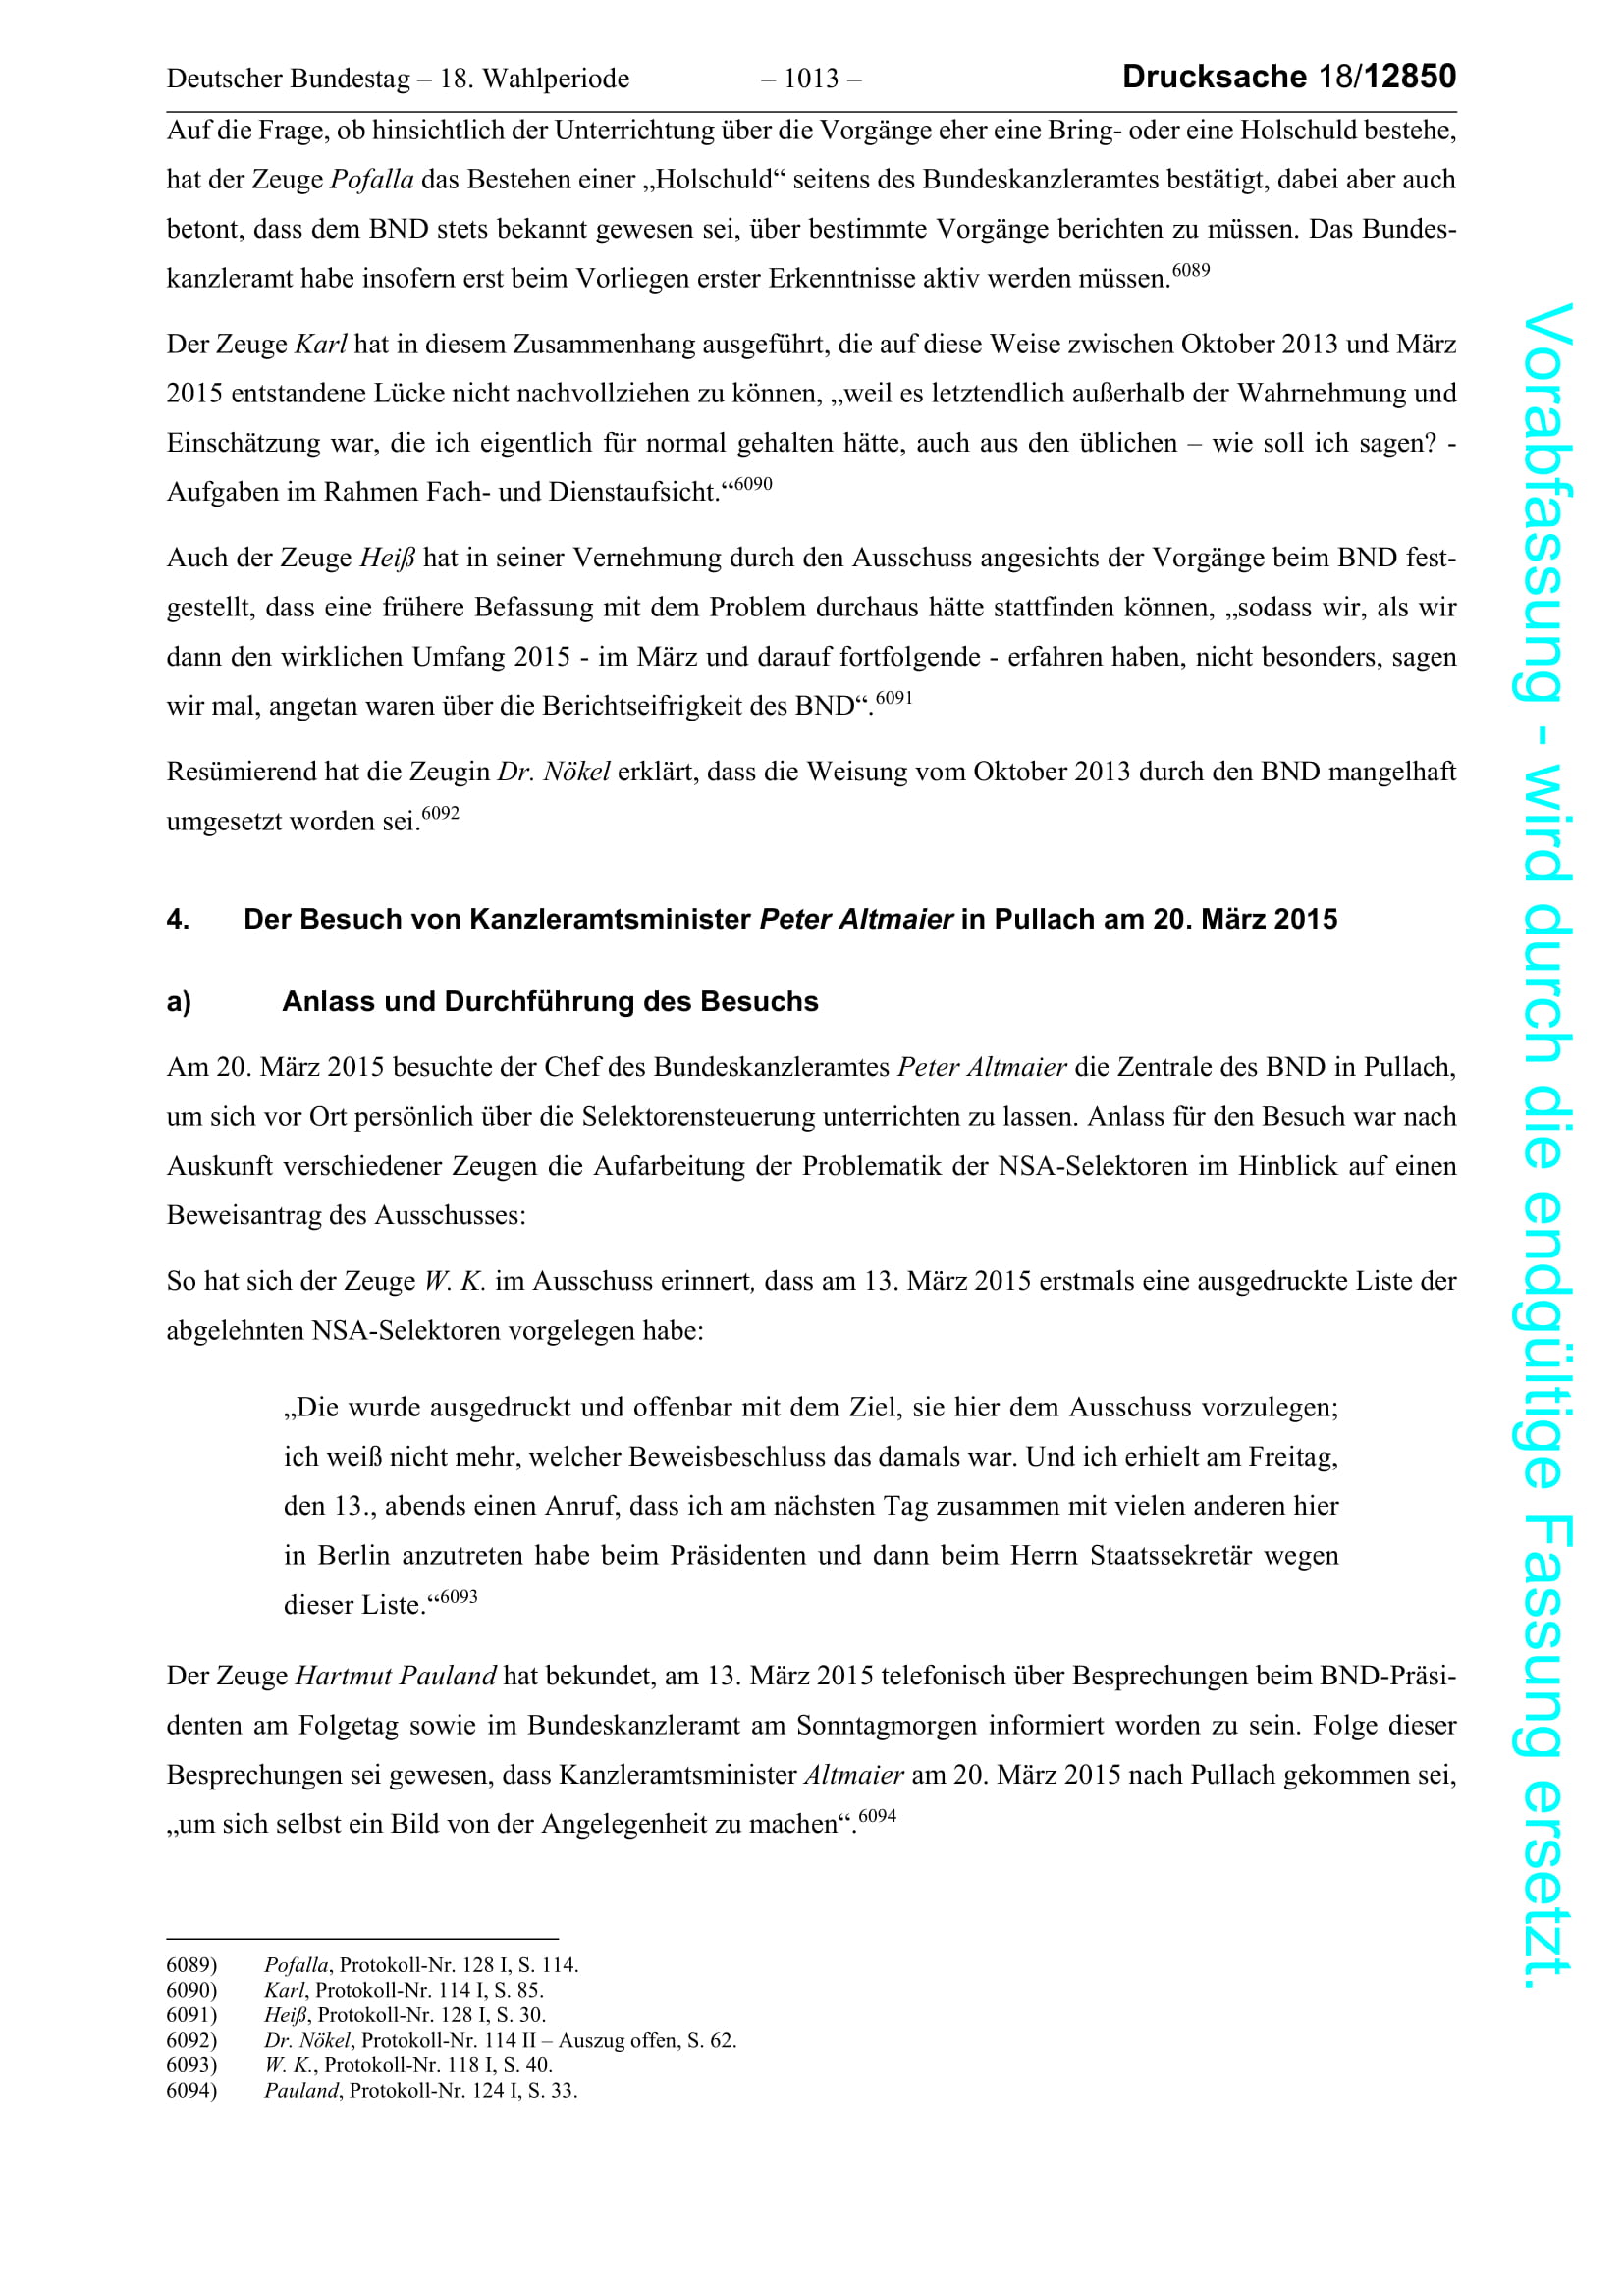 Deutscher Bundestag – 18. Wahlperiode – 1013 – Drucksache 18/12850
Auf die Frage, ob hinsichtlich der Unterrichtung über die Vorgänge eher eine Bring- oder eine Holschuld bestehe,
hat der Zeuge Pofalla das Bestehen einer „Holschuld“ seitens des Bundeskanzleramtes bestätigt, dabei aber auch
betont, dass dem BND stets bekannt gewesen sei, über bestimmte Vorgänge berichten zu müssen. Das Bundes-
kanzleramt habe insofern erst beim Vorliegen erster Erkenntnisse aktiv werden müssen.6089
Der Zeuge Karl hat in diesem Zusammenhang ausgeführt, die auf diese Weise zwischen Oktober 2013 und März
2015 entstandene Lücke nicht nachvollziehen zu können, „weil es letztendlich außerhalb der Wahrnehmung und
Einschätzung war, die ich eigentlich für normal gehalten hätte, auch aus den üblichen – wie soll ich sagen? -
Aufgaben im Rahmen Fach- und Dienstaufsicht.“6090
Auch der Zeuge Heiß hat in seiner Vernehmung durch den Ausschuss angesichts der Vorgänge beim BND fest-
gestellt, dass eine frühere Befassung mit dem Problem durchaus hätte stattfinden können, „sodass wir, als wir
dann den wirklichen Umfang 2015 - im März und darauf fortfolgende - erfahren haben, nicht besonders, sagen
wir mal, angetan waren über die Berichtseifrigkeit des BND“.6091
Resümierend hat die Zeugin Dr. Nökel erklärt, dass die Weisung vom Oktober 2013 durch den BND mangelhaft
umgesetzt worden sei.6092
4. Der Besuch von Kanzleramtsminister Peter Altmaier in Pullach am 20. März 2015
a) Anlass und Durchführung des Besuchs
Am 20. März 2015 besuchte der Chef des Bundeskanzleramtes Peter Altmaier die Zentrale des BND in Pullach,
um sich vor Ort persönlich über die Selektorensteuerung unterrichten zu lassen. Anlass für den Besuch war nach
Auskunft verschiedener Zeugen die Aufarbeitung der Problematik der NSA-Selektoren im Hinblick auf einen
Beweisantrag des Ausschusses:
So hat sich der Zeuge W. K. im Ausschuss erinnert, dass am 13. März 2015 erstmals eine ausgedruckte Liste der
abgelehnten NSA-Selektoren vorgelegen habe:
„Die wurde ausgedruckt und offenbar mit dem Ziel, sie hier dem Ausschuss vorzulegen;
ich weiß nicht mehr, welcher Beweisbeschluss das damals war. Und ich erhielt am Freitag,
den 13., abends einen Anruf, dass ich am nächsten Tag zusammen mit vielen anderen hier
in Berlin anzutreten habe beim Präsidenten und dann beim Herrn Staatssekretär wegen
dieser Liste.“6093
Der Zeuge Hartmut Pauland hat bekundet, am 13. März 2015 telefonisch über Besprechungen beim BND-Präsi-
denten am Folgetag sowie im Bundeskanzleramt am Sonntagmorgen informiert worden zu sein. Folge dieser
Besprechungen sei gewesen, dass Kanzleramtsminister Altmaier am 20. März 2015 nach Pullach gekommen sei,
„um sich selbst ein Bild von der Angelegenheit zu machen“.6094
6089) Pofalla, Protokoll-Nr. 128 I, S. 114.
6090) Karl, Protokoll-Nr. 114 I, S. 85.
6091) Heiß, Protokoll-Nr. 128 I, S. 30.
6092) Dr. Nökel, Protokoll-Nr. 114 II – Auszug offen, S. 62.
6093) W. K., Protokoll-Nr. 118 I, S. 40.
6094) Pauland, Protokoll-Nr. 124 I, S. 33.
Vorabfassung - wird durch die endgültige Fassung ersetzt.